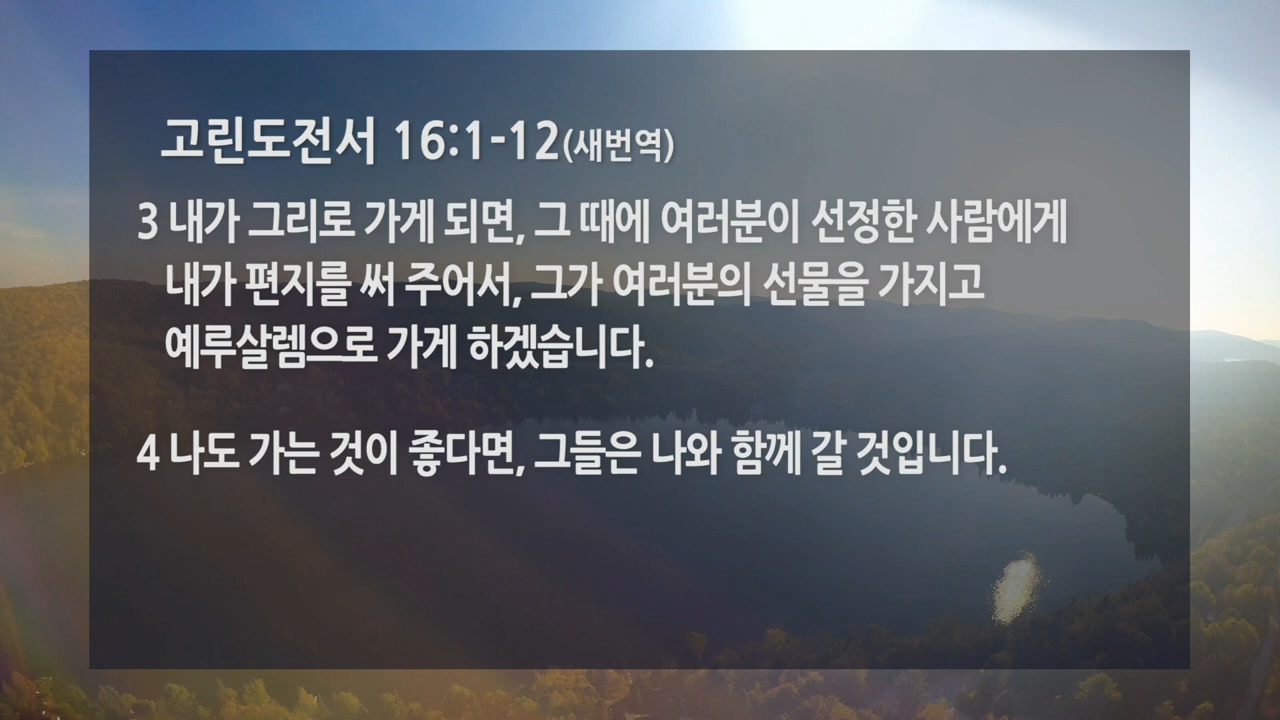 고린도전서 16:1-12(새번역)
3 내가 그리로 가게 되면, 그 때에 여러분이 선정한 사람에게
내가 편지를 써 주어서, 그가 여러분의 선물을 가지고
예루살렘으로 가게 하겠습니다.
4 나도 가는 것이 좋다면, 그들은 나와 함께 갈 것입니다.